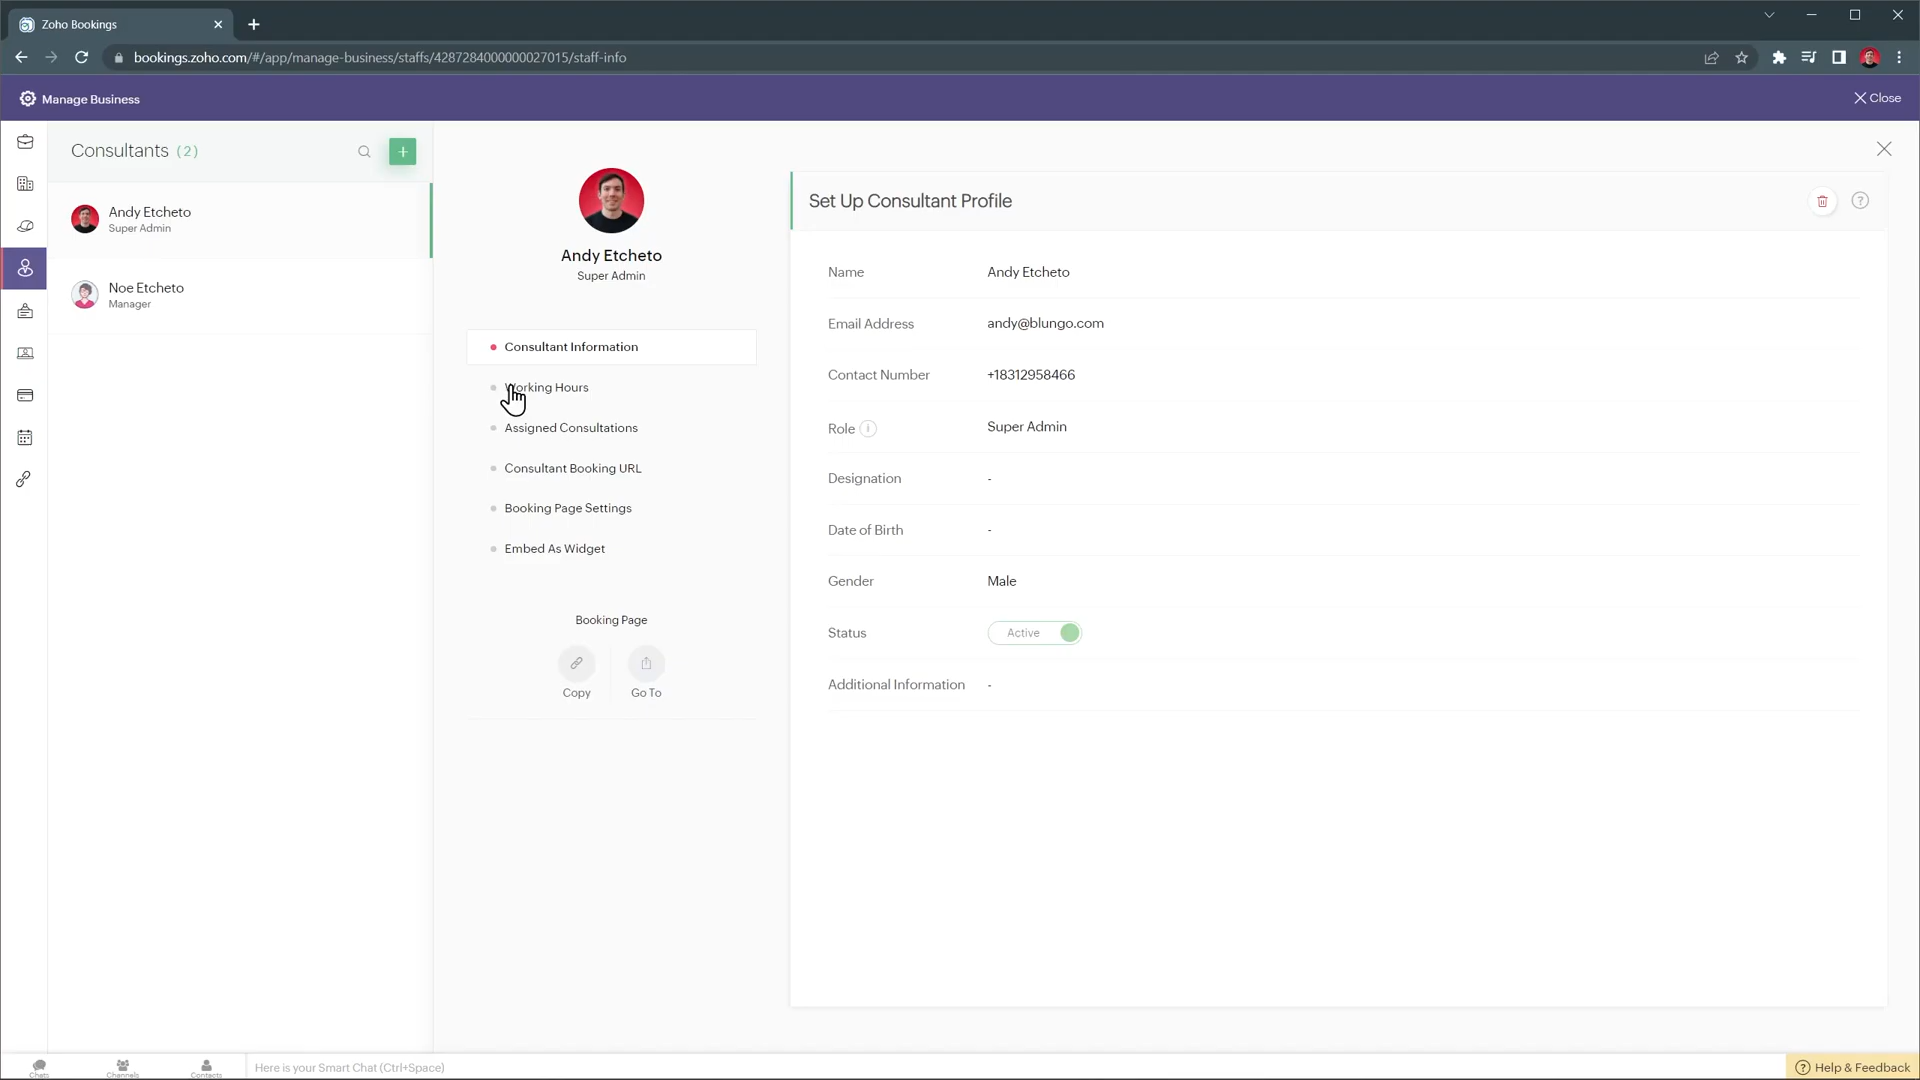 Zoho Bookings
bookings.zoho.com/#/app/manage-business/staffs/4287284000000027015/staff-info
Manage Business
Close
Consultants (2)
+
Andy Etcheto
Super Admin
Noe Etcheto
Manager
Andy Etcheto
Super Admin
Consultant Information
Working Hours
Assigned Consultations
Consultant Booking URL
Booking Page Settings
Embed As Widget
Booking Page
Copy
Go To
Set Up Consultant Profile
?
Name Andy Etcheto
Email Address andy@blungo.com
Contact Number +18312958466
Role i Super Admin
Designation -
Date of Birth -
Gender Male
Status Active
Additional Information -
Chats
Channels
Contacts
Here is your Smart Chat (Ctrl+Space)
? Help & Feedback